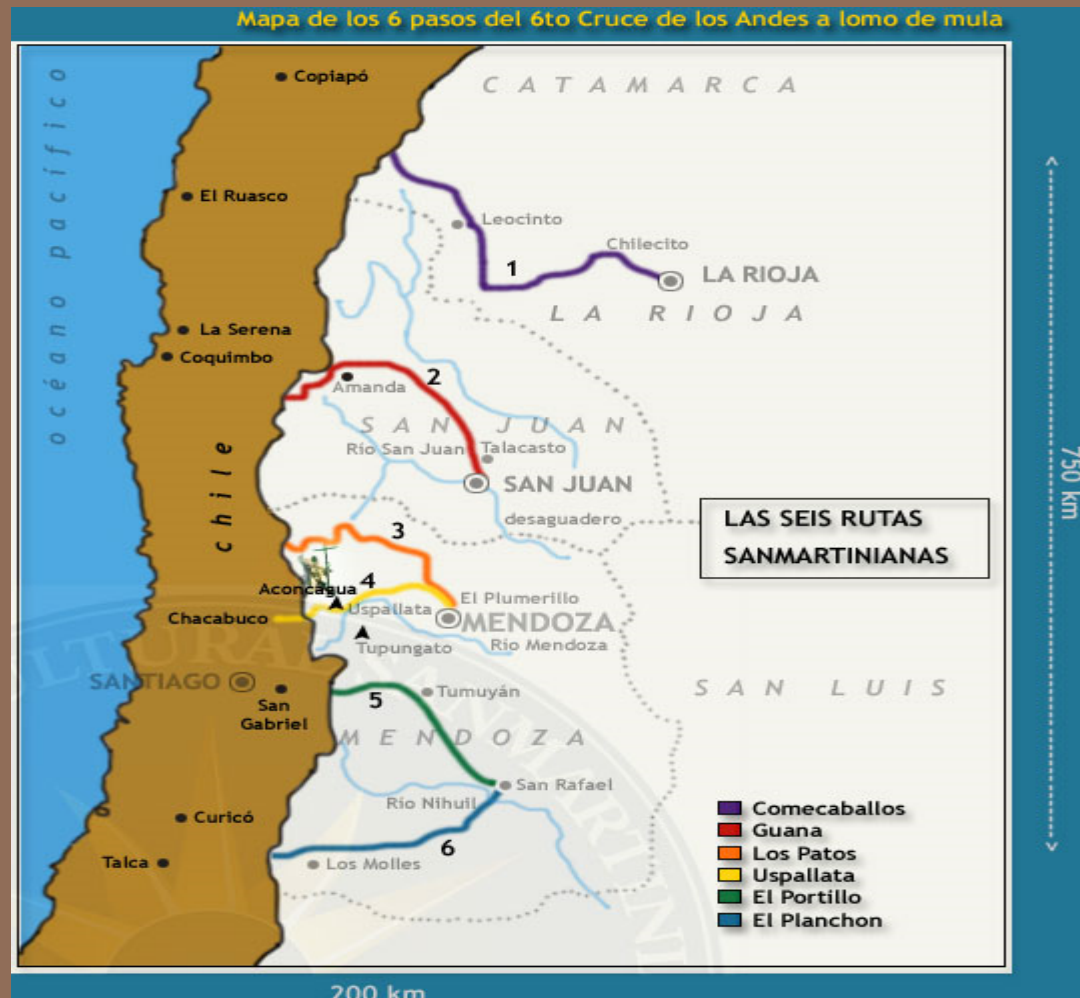 Mapa de los 6 pasos del 6to Cruce de los Andes a lomo de mula
océano pacífico
Copiapó
CATAMARCA
El Ruasco
Leocinto
Chilecito
1
LA RIOJA
LA RIOJA
La Serena
Coquimbo
Amanda
2
SAN JUAN
Río San Juan
Talacasto
SAN JUAN
chile
desaguadero
LAS SEIS RUTAS
SANMARTINIANAS
3
Aconcagua
4
Uspallata
El Plumerillo
Chacabuco
MENDOZA
Río Mendoza
Tupungato
SANTIAGO
San
Gabriel
5
Tumuyán
SAN LUIS
MENDOZA
San Rafael
Río Nihuil
Curicó
6
Talca
Los Molles
Comecaballos
Guana
Los Patos
Uspallata
El Portillo
El Planchon
750 km
200 km